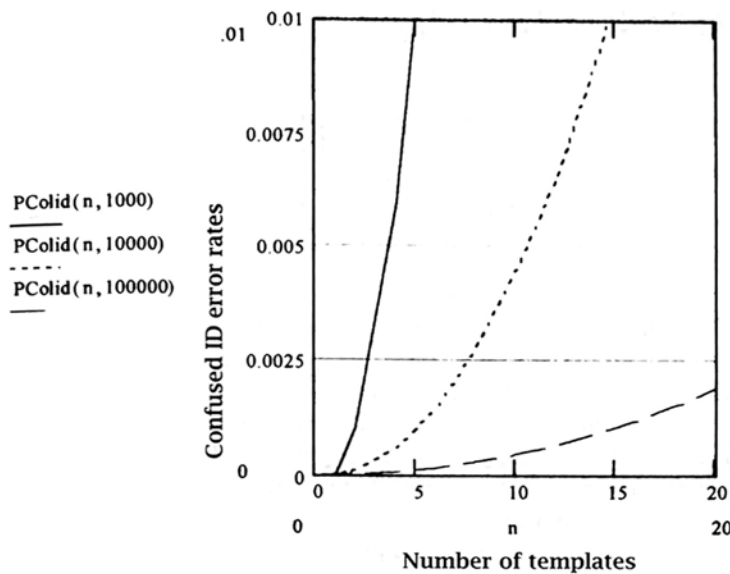 .01
0.01
0.0075
0.005
0.0025
0
0
Confused ID error rates
PColid(n,1000)
PColid(n,10000)
PColid(n,100000)
0 5 10 15 20
0 n 20
Number of templates